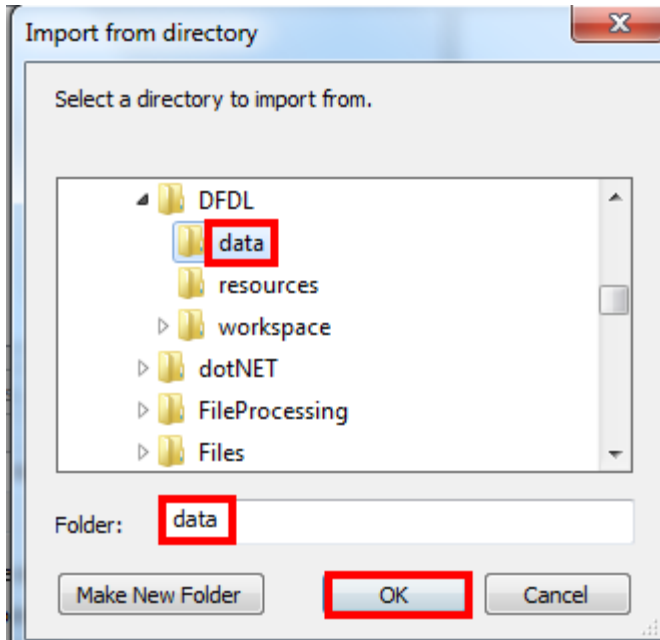 Import from directory
Select a directory to import from.
DFDL
data
resources
workspace
dotNET
FileProcessing
Files
Folder: data
Make New Folder OK Cancel